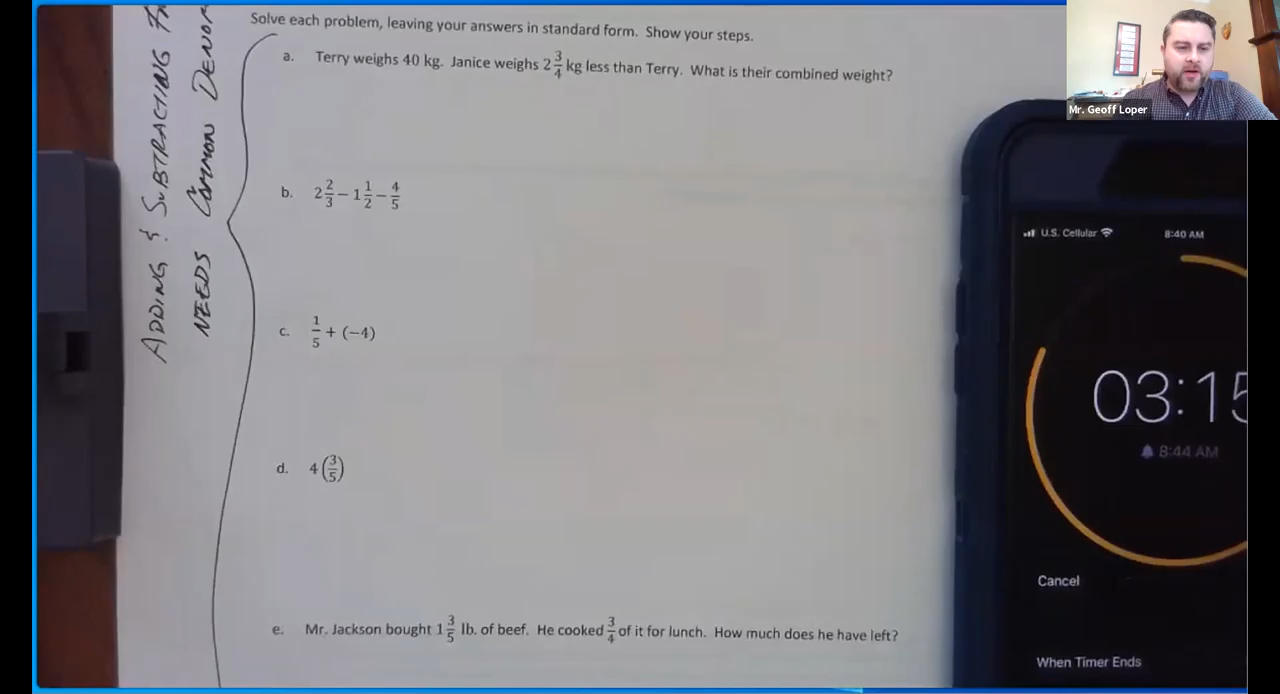 ADDING & SUBTRACTING
NEEDS COMMON
Solve each problem, leaving your answers in standard form. Show your steps.
a. Terry weighs 40 kg. Janice weighs 2 3/4 kg less than Terry. What is their combined weight?
b. 2 2/3 − 1 1/2 − 4/5
c. 1/5 + (−4)
d. 4(3/5)
e. Mr. Jackson bought 1 3/5 lb. of beef. He cooked 3/4 of it for lunch. How much does he have left?
Mr. Geoff Loper
U.S. Cellular 8:40 AM
03:15
8:44 AM
Cancel
When Timer Ends